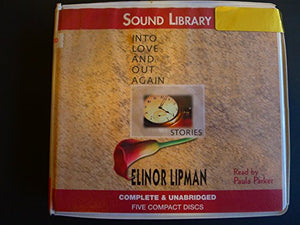 SOUND LIBRARY
INTO
LOVE
AND
OUT
AGAIN
STORIES
ELINOR LIPMAN
Read by
Paula Parker
COMPLETE & UNABRIDGED
FIVE COMPACT DISCS